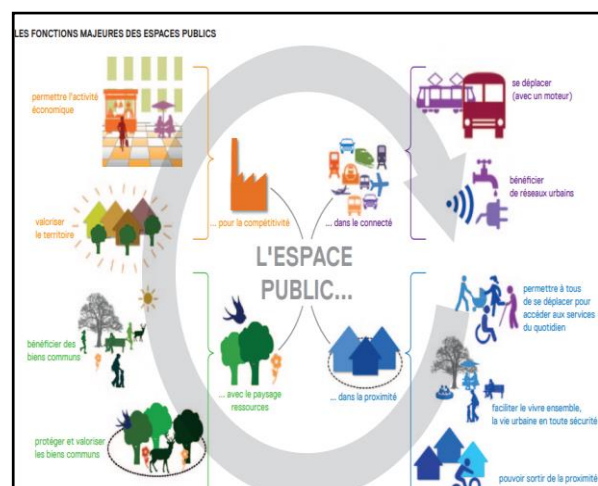 LES FONCTIONS MAJEURES DES ESPACES PUBLICS
permettre l'activité
économique
valoriser
le territoire
... pour la compétitivité
... dans le connecté
se déplacer
(avec un moteur)
bénéficier
de réseaux urbains
L'ESPACE
PUBLIC...
bénéficier des
biens communs
protéger et valoriser
les biens communs
... avec le paysage
ressources
... dans la proximité
permettre à tous
de se déplacer pour
accéder aux services
du quotidien
faciliter le vivre ensemble,
la vie urbaine en toute sécurité
pouvoir sortir de la proximité